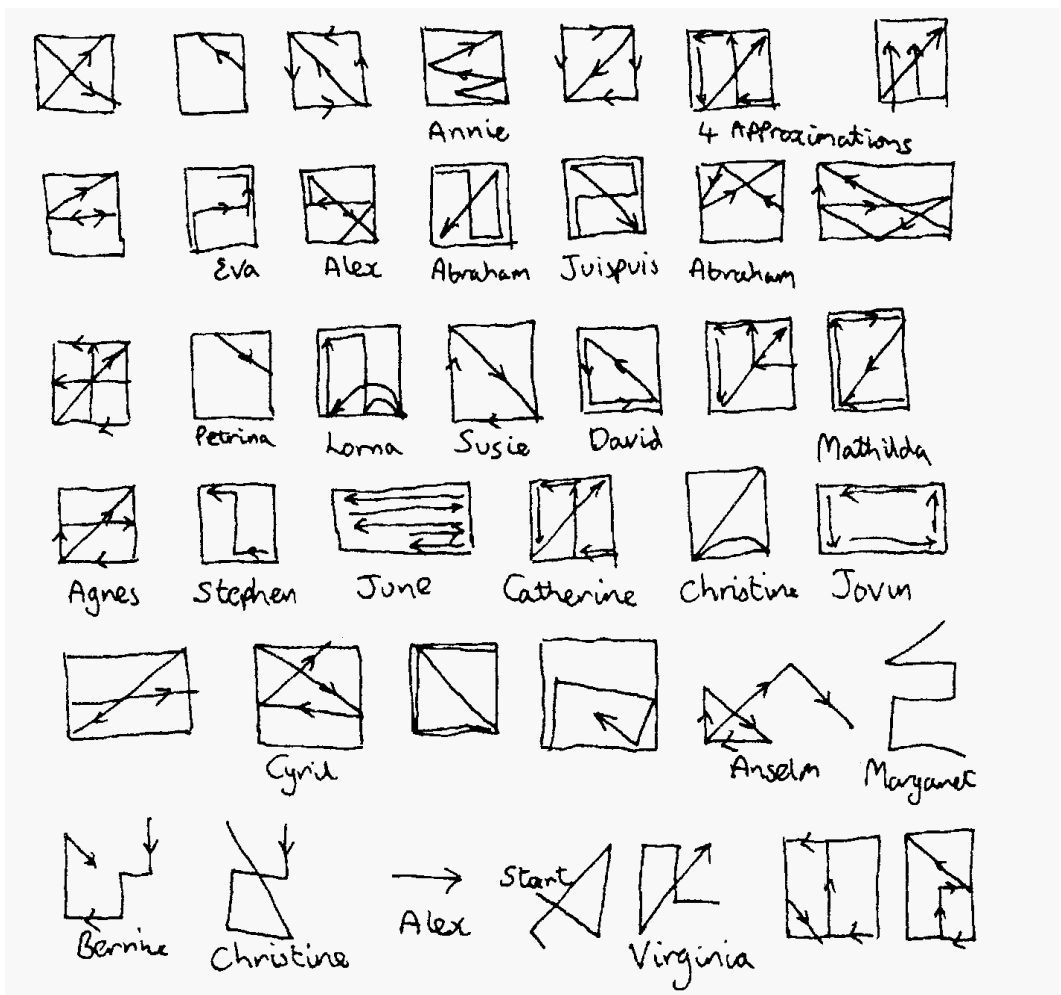 Annie
4 Approximations
Eva
Alex
Abraham
Juispuis
Abraham
Petrina
Lorna
Susie
David
Mathilda
Agnes
Stephen
June
Catherine
Christine
Jovin
Cyril
Anselm
Margaret
Start
Alex
Bernine
Christine
Virginia